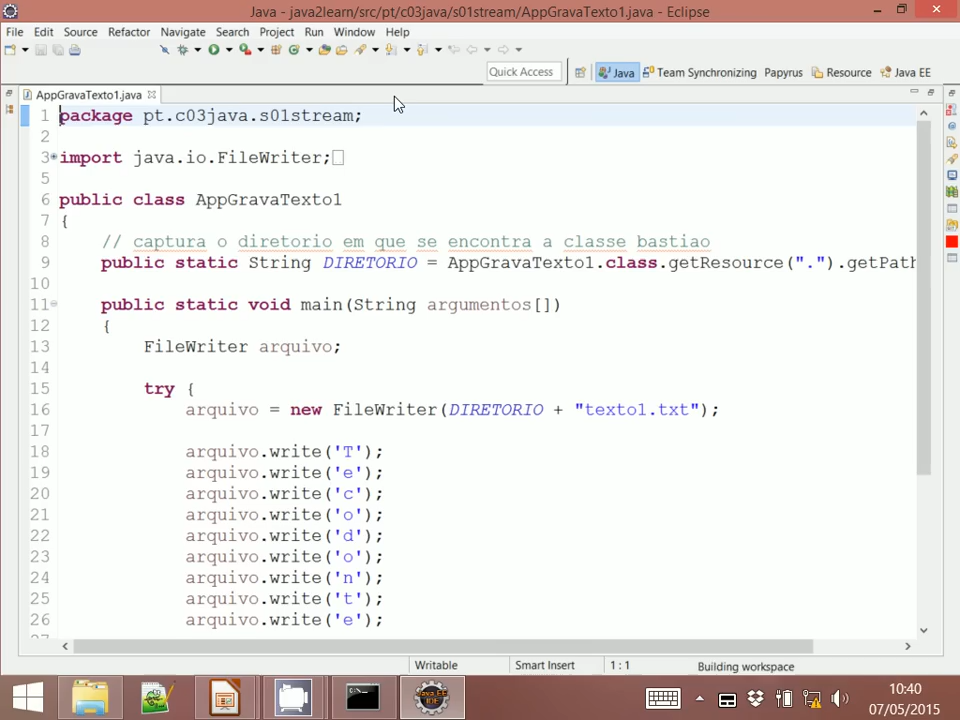 Java - java2learn/src/pt/c03java/s01stream/AppGravaTexto1.java - Eclipse
File Edit Source Refactor Navigate Search Project Run Window Help
Quick Access Java Team Synchronizing Papyrus Resource Java EE
AppGravaTexto1.java
1 package pt.c03java.s01stream;
2
3 import java.io.FileWriter;
5
6 public class AppGravaTexto1
7 {
8 // captura o diretorio em que se encontra a classe bastiao
9 public static String DIRETORIO = AppGravaTexto1.class.getResource(".").getPath
10
11 public static void main(String argumentos[])
12 {
13 FileWriter arquivo;
14
15 try {
16 arquivo = new FileWriter(DIRETORIO + "texto1.txt");
17
18 arquivo.write('T');
19 arquivo.write('e');
20 arquivo.write('c');
21 arquivo.write('o');
22 arquivo.write('d');
23 arquivo.write('o');
24 arquivo.write('n');
25 arquivo.write('t');
26 arquivo.write('e');
27
Writable Smart Insert 1 : 1 Building workspace
Java EE
IDE
10:40
07/05/2015